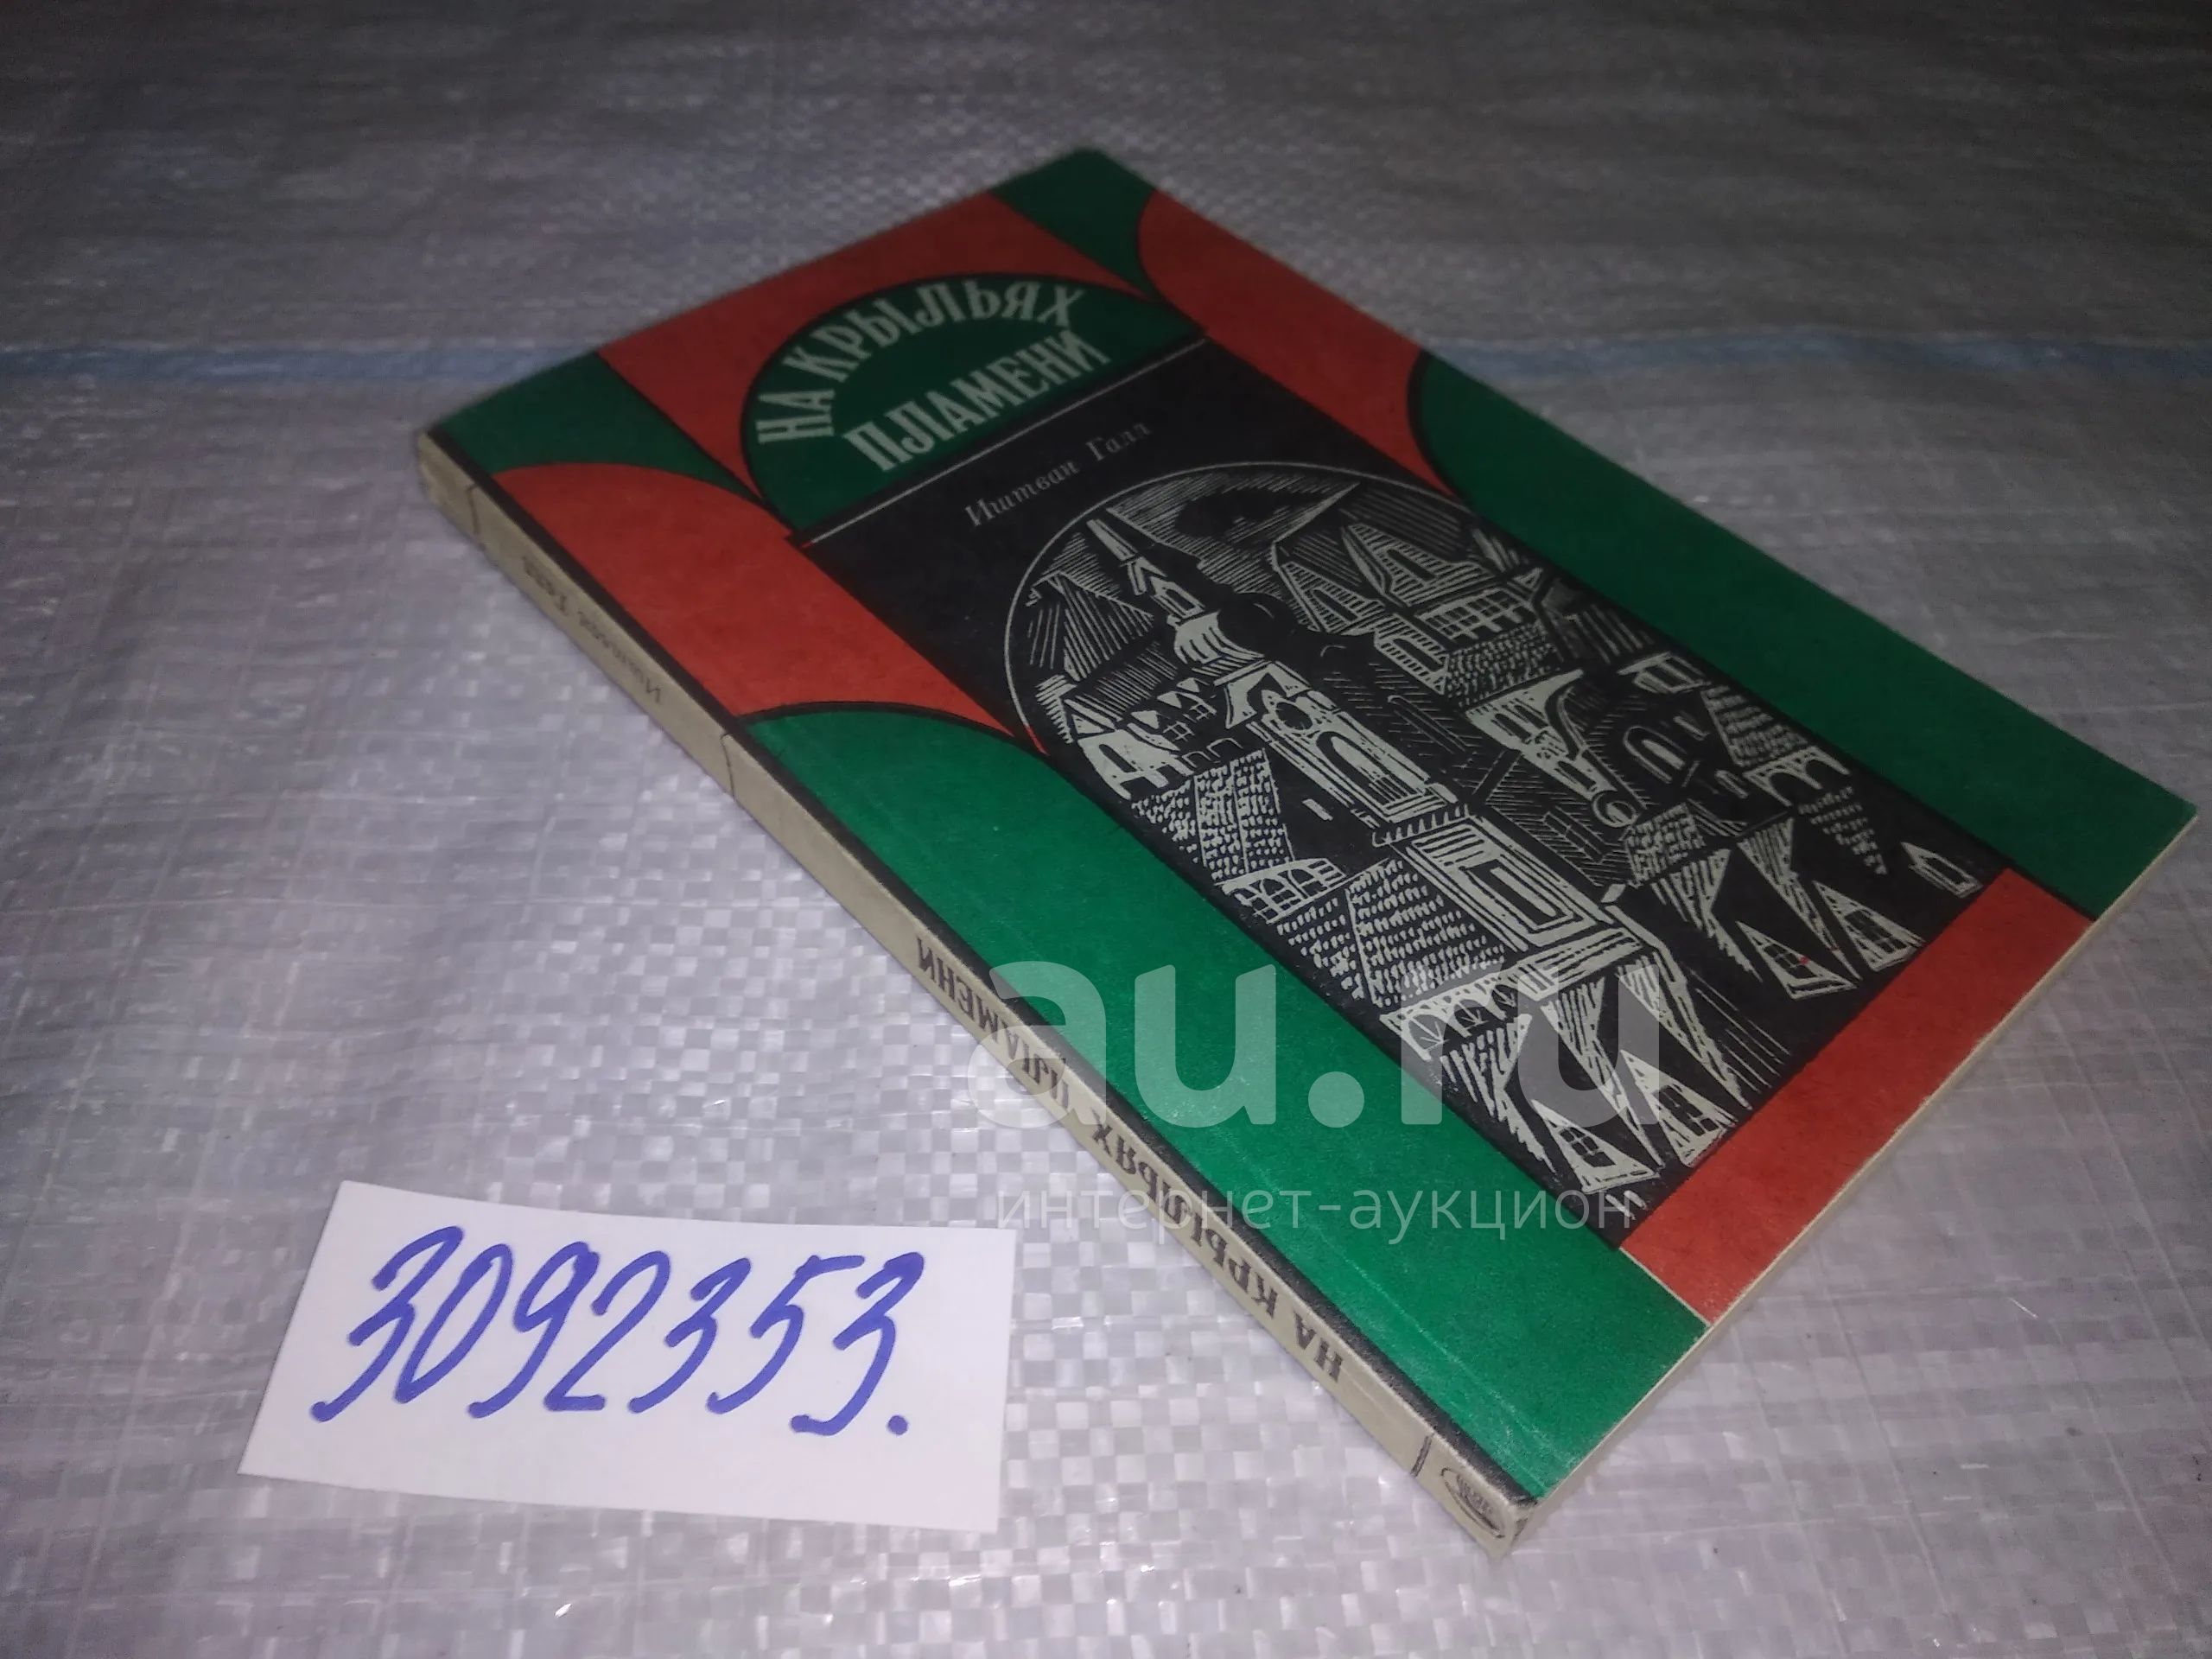 НА КРЫЛЬЯХ
ПЛАМЕНИ
Иштван Галл
Иштван Галл
НА КРЫЛЬЯХ ПЛАМЕНИ
au.ru
интернет-аукцион
3092353.